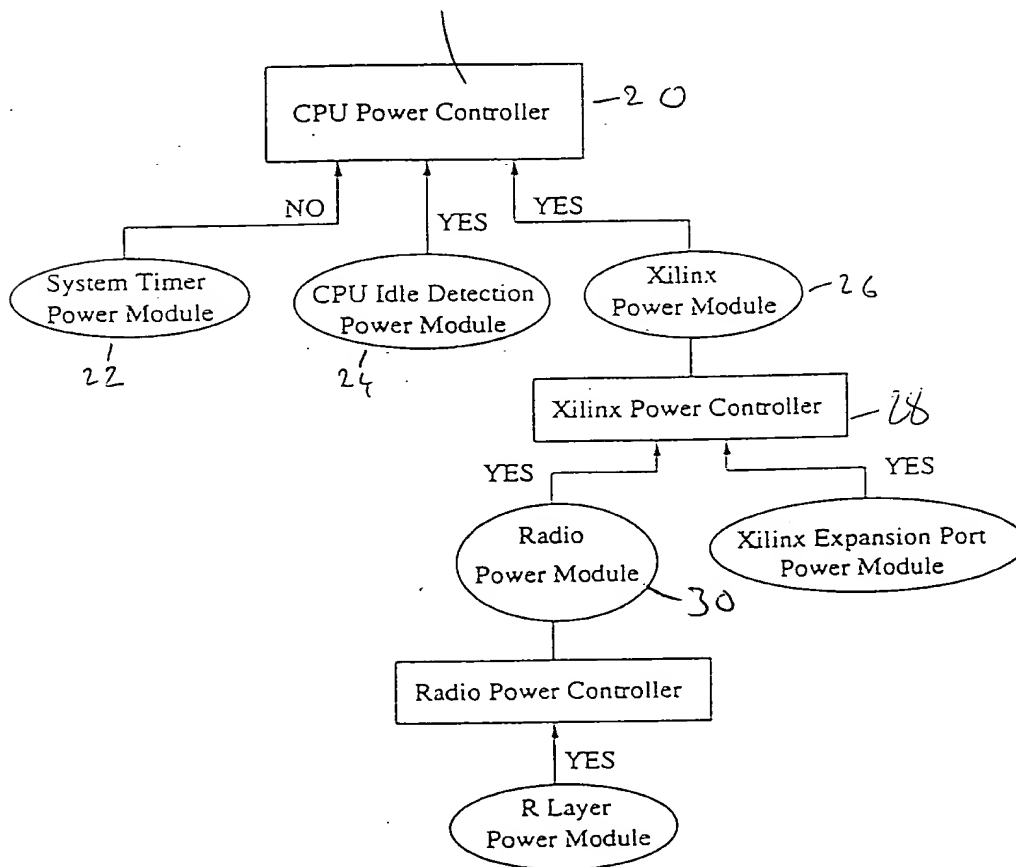 CPU Power Controller
20
NO
YES
YES
System Timer
Power Module
22
CPU Idle Detection
Power Module
24
Xilinx
Power Module
26
Xilinx Power Controller
28
YES
YES
Radio
Power Module
30
Xilinx Expansion Port
Power Module
Radio Power Controller
YES
R Layer
Power Module